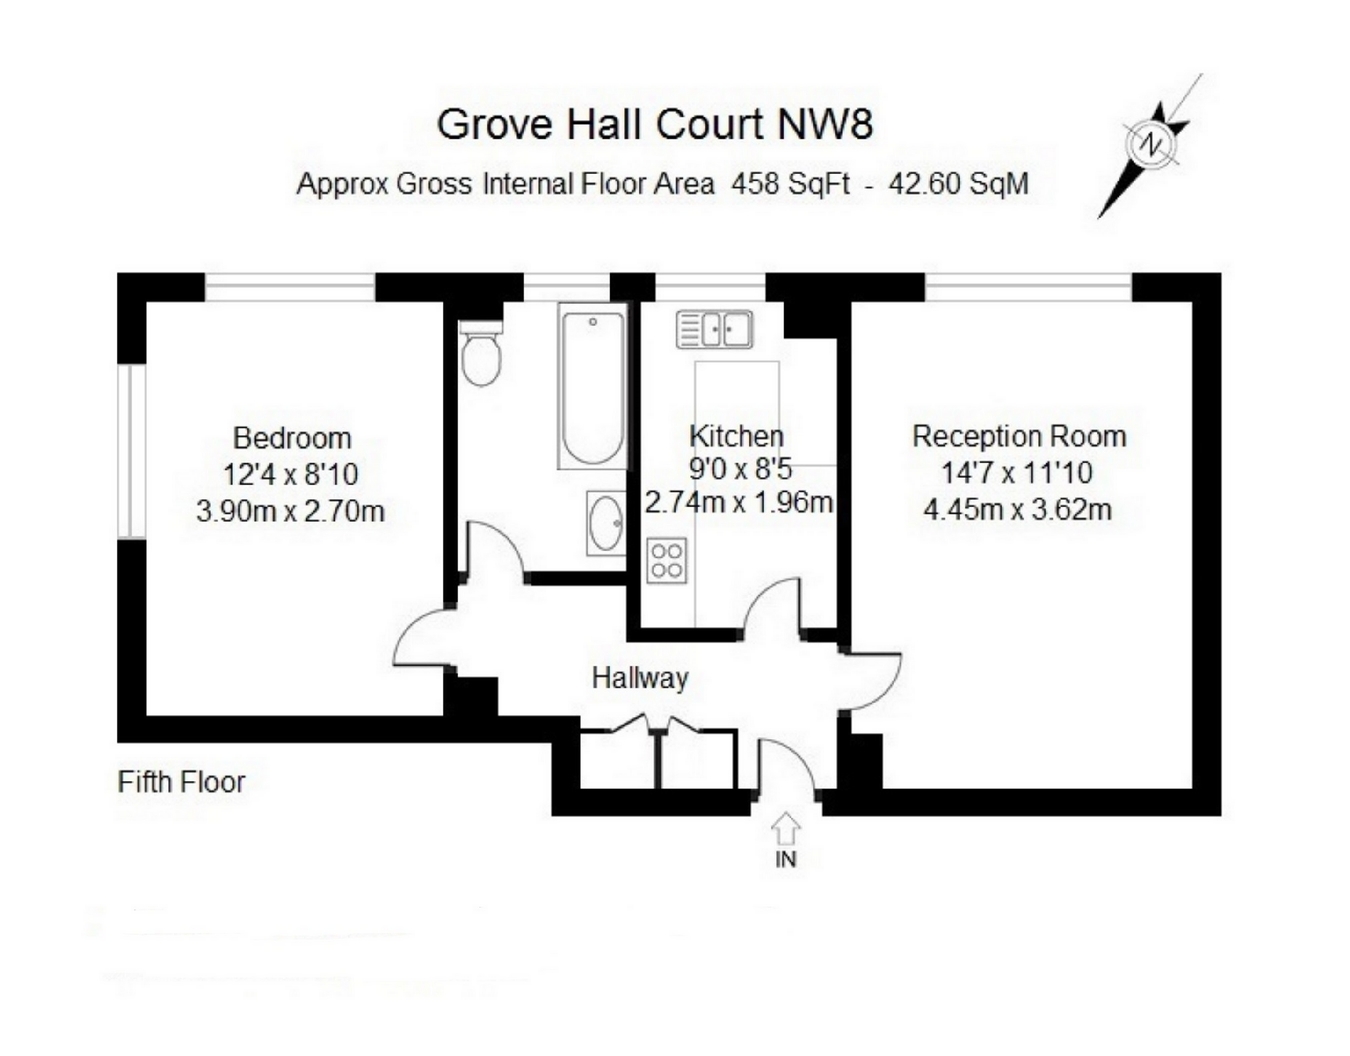 Grove Hall Court NW8
Approx Gross Internal Floor Area 458 SqFt - 42.60 SqM
N
Bedroom
12'4 x 8'10
3.90m x 2.70m
Kitchen
9'0 x 8'5
2.74m x 1.96m
Reception Room
14'7 x 11'10
4.45m x 3.62m
Hallway
Fifth Floor
IN